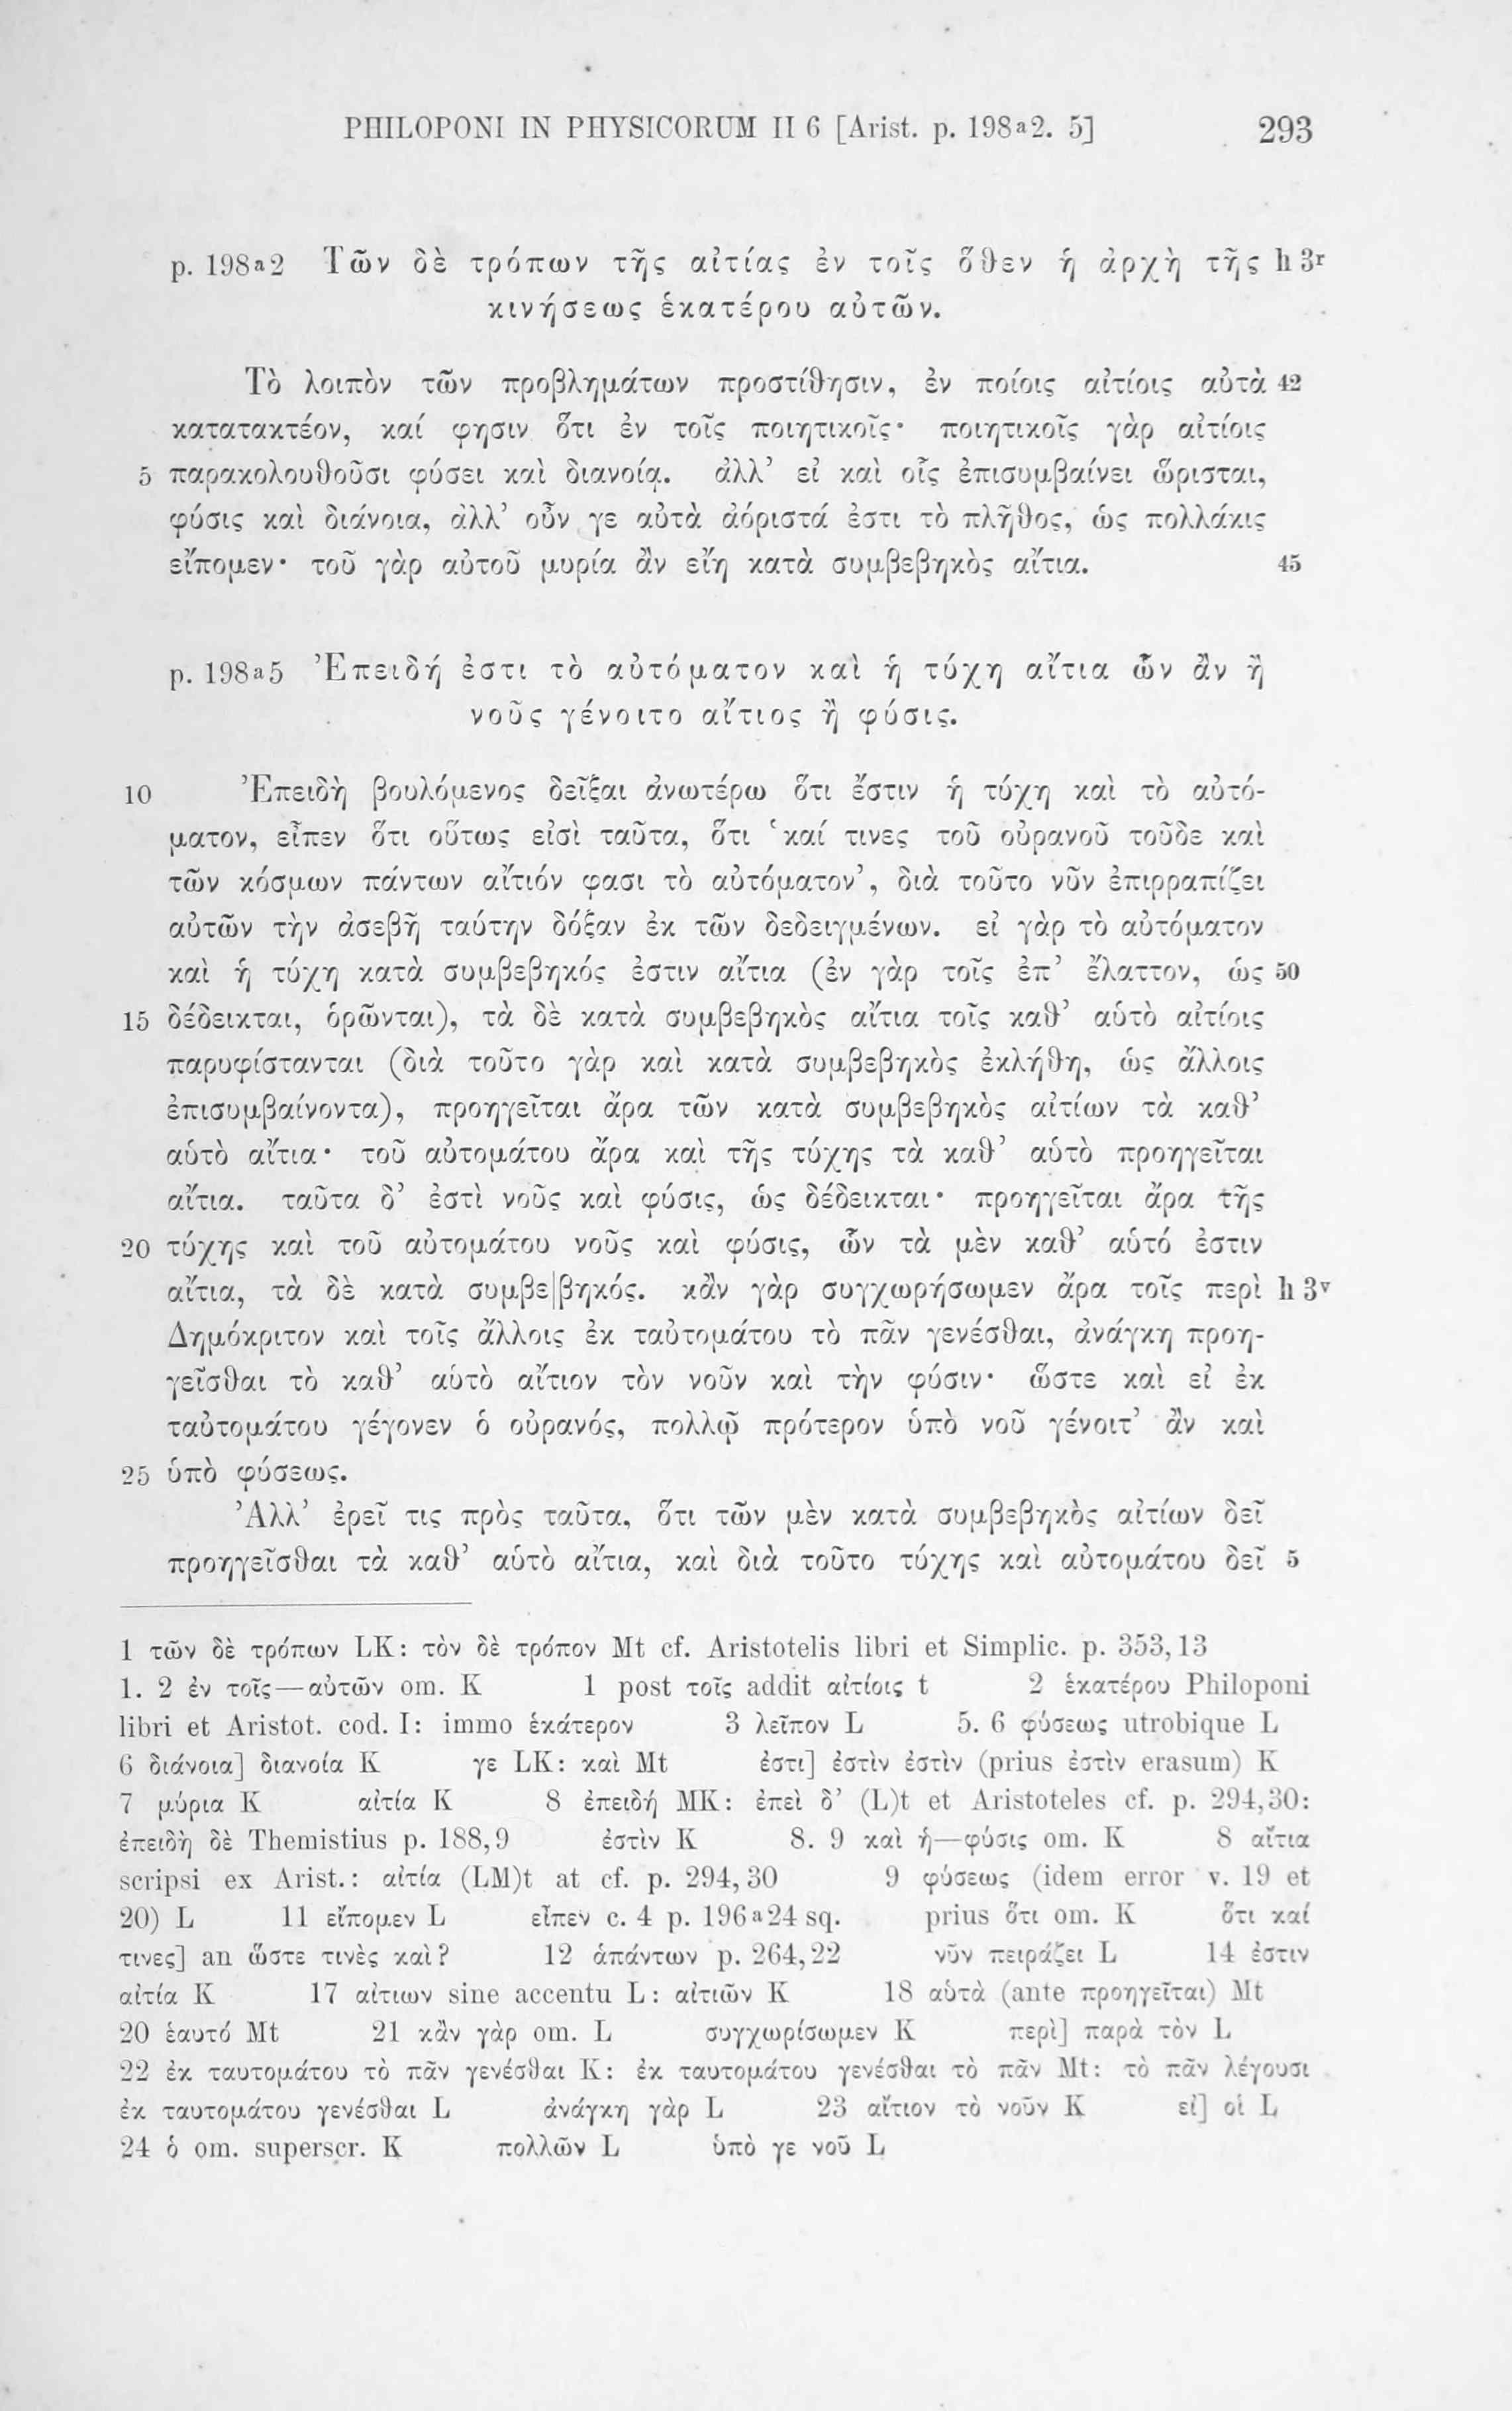 PHILOPONI IN PHYSICORUM II 6 [Arist. p. 198ᵃ2. 5] 293
p. 198ᵃ2 Τῶν δὲ τρόπων τῆς αἰτίας ἐν τοῖς ὅθεν ἡ ἀρχὴ τῆς h 3ʳ
κινήσεως ἑκατέρου αὐτῶν.
Τὸ λοιπὸν τῶν προβλημάτων προστίθησιν, ἐν ποίοις αἰτίοις αὐτὰ 42
κατατακτέον, καί φησιν ὅτι ἐν τοῖς ποιητικοῖς· ποιητικοῖς γὰρ αἰτίοις
5 παρακολουθοῦσι φύσει καὶ διανοίᾳ. ἀλλ’ εἰ καὶ οἷς ἐπισυμβαίνει ὥρισται,
φύσις καὶ διάνοια, ἀλλ’ οὖν γε αὐτὰ ἀόριστά ἐστι τὸ πλῆθος, ὡς πολλάκις
εἴπομεν· τοῦ γὰρ αὐτοῦ μυρία ἂν εἴη κατὰ συμβεβηκὸς αἴτια. 45
p. 198ᵃ5 Ἐπειδή ἐστι τὸ αὐτόματον καὶ ἡ τύχη αἴτια ὧν ἂν ἢ
νοῦς γένοιτο αἴτιος ἢ φύσις.
10 Ἐπειδὴ βουλόμενος δεῖξαι ἀνωτέρω ὅτι ἔστιν ἡ τύχη καὶ τὸ αὐτό-
ματον, εἶπεν ὅτι οὕτως εἰσὶ ταῦτα, ὅτι ‘καί τινες τοῦ οὐρανοῦ τοῦδε καὶ
τῶν κόσμων πάντων αἴτιόν φασι τὸ αὐτόματον’, διὰ τοῦτο νῦν ἐπιρραπίζει
αὐτῶν τὴν ἀσεβῆ ταύτην δόξαν ἐκ τῶν δεδειγμένων. εἰ γὰρ τὸ αὐτόματον
καὶ ἡ τύχη κατὰ συμβεβηκός ἐστιν αἴτια (ἐν γὰρ τοῖς ἐπ’ ἔλαττον, ὡς 50
15 δέδεικται, ὁρῶνται), τὰ δὲ κατὰ συμβεβηκὸς αἴτια τοῖς καθ’ αὑτὸ αἰτίοις
παρυφίστανται (διὰ τοῦτο γὰρ καὶ κατὰ συμβεβηκὸς ἐκλήθη, ὡς ἄλλοις
ἐπισυμβαίνοντα), προηγεῖται ἄρα τῶν κατὰ συμβεβηκὸς αἰτίων τὰ καθ’
αὑτὸ αἴτια· τοῦ αὐτομάτου ἄρα καὶ τῆς τύχης τὰ καθ’ αὑτὸ προηγεῖται
αἴτια. ταῦτα δ’ ἐστὶ νοῦς καὶ φύσις, ὡς δέδεικται· προηγεῖται ἄρα τῆς
20 τύχης καὶ τοῦ αὐτομάτου νοῦς καὶ φύσις, ὧν τὰ μὲν καθ’ αὑτό ἐστιν
αἴτια, τὰ δὲ κατὰ συμβε|βηκός. κἂν γὰρ συγχωρήσωμεν ἄρα τοῖς περὶ h 3ᵛ
Δημόκριτον καὶ τοῖς ἄλλοις ἐκ ταὐτομάτου τὸ πᾶν γενέσθαι, ἀνάγκη προη-
γεῖσθαι τὸ καθ’ αὑτὸ αἴτιον τὸν νοῦν καὶ τὴν φύσιν· ὥστε καὶ εἰ ἐκ
ταὐτομάτου γέγονεν ὁ οὐρανός, πολλῷ πρότερον ὑπὸ νοῦ γένοιτ’ ἂν καὶ
25 ὑπὸ φύσεως.
Ἀλλ’ ἐρεῖ τις πρὸς ταῦτα, ὅτι τῶν μὲν κατὰ συμβεβηκὸς αἰτίων δεῖ
προηγεῖσθαι τὰ καθ’ αὑτὸ αἴτια, καὶ διὰ τοῦτο τύχης καὶ αὐτομάτου δεῖ 5
1 τῶν δὲ τρόπων LK: τὸν δὲ τρόπον Mt cf. Aristotelis libri et Simplic. p. 353,13
1. 2 ἐν τοῖς—αὐτῶν om. K 1 post τοῖς addit αἰτίοις t 2 ἑκατέρου Philoponi
libri et Aristot. cod. I: immo ἑκάτερον 3 λεῖπον L 5. 6 φύσεως utrobique L
6 διάνοια] διανοία K γε LK: καὶ Mt ἐστι] ἐστὶν ἐστὶν (prius ἐστὶν erasum) K
7 μύρια K αἰτία K 8 ἐπειδή MK: ἐπεὶ δ’ (L)t et Aristoteles cf. p. 294,30:
ἐπειδὴ δὲ Themistius p. 188,9 ἐστὶν K 8. 9 καὶ ἡ—φύσις om. K 8 αἴτια
scripsi ex Arist.: αἰτία (LM)t at cf. p. 294,30 9 φύσεως (idem error v. 19 et
20) L 11 εἴπομεν L εἶπεν c. 4 p. 196ᵃ24 sq. prius ὅτι om. K ὅτι καί
τινες] an ὥστε τινὲς καὶ? 12 ἁπάντων p. 264,22 νῦν πειράζει L 14 ἐστιν
αἰτία K 17 αἰτιων sine accentu L: αἰτιῶν K 18 αὑτὰ (ante προηγεῖται) Mt
20 ἑαυτό Mt 21 κἂν γὰρ om. L συγχωρίσωμεν K περὶ] παρὰ τὸν L
22 ἐκ ταυτομάτου τὸ πᾶν γενέσθαι K: ἐκ ταυτομάτου γενέσθαι τὸ πᾶν Mt: τὸ πᾶν λέγουσι
ἐκ ταυτομάτου γενέσθαι L ἀνάγκη γὰρ L 23 αἴτιον τὸ νοῦν K εἰ] οἱ L
24 ὁ om. superscr. K πολλῶν L ὑπὸ γε νοῦ L